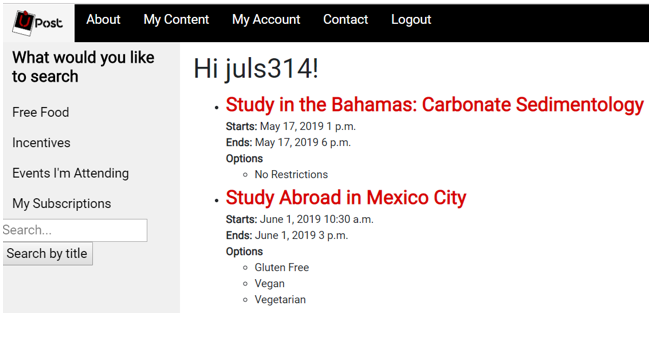 U Post About My Content My Account Contact Logout
What would you like
to search
Free Food
Incentives
Events I'm Attending
My Subscriptions
Search...
Search by title
Hi juls314!
Study in the Bahamas: Carbonate Sedimentology
Starts: May 17, 2019 1 p.m.
Ends: May 17, 2019 6 p.m.
Options
No Restrictions
Study Abroad in Mexico City
Starts: June 1, 2019 10:30 a.m.
Ends: June 1, 2019 3 p.m.
Options
Gluten Free
Vegan
Vegetarian